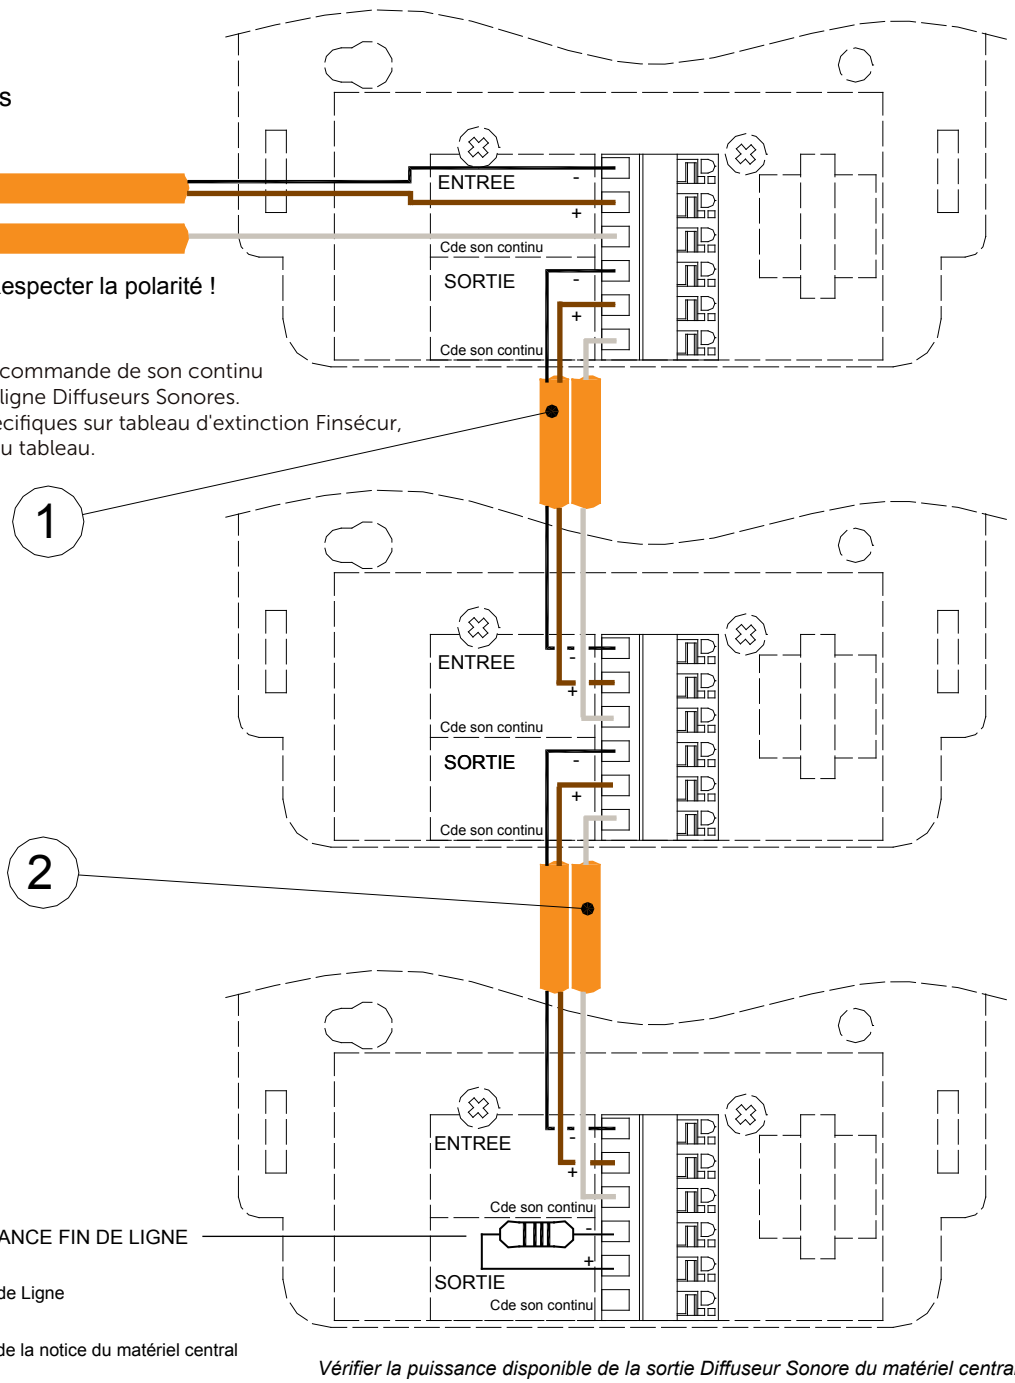 s
ENTREE
-
+
Cde son continu
especter la polarité !
SORTIE
-
+
Cde son continu
commande de son continu
ligne Diffuseurs Sonores.
écifiques sur tableau d'extinction Finsécur,
u tableau.
1
ENTREE
-
+
Cde son continu
SORTIE
-
+
Cde son continu
2
ENTREE
-
+
Cde son continu
ANCE FIN DE LIGNE
-
+
SORTIE
de Ligne
Cde son continu
de la notice du matériel central
Vérifier la puissance disponible de la sortie Diffuseur Sonore du matériel central